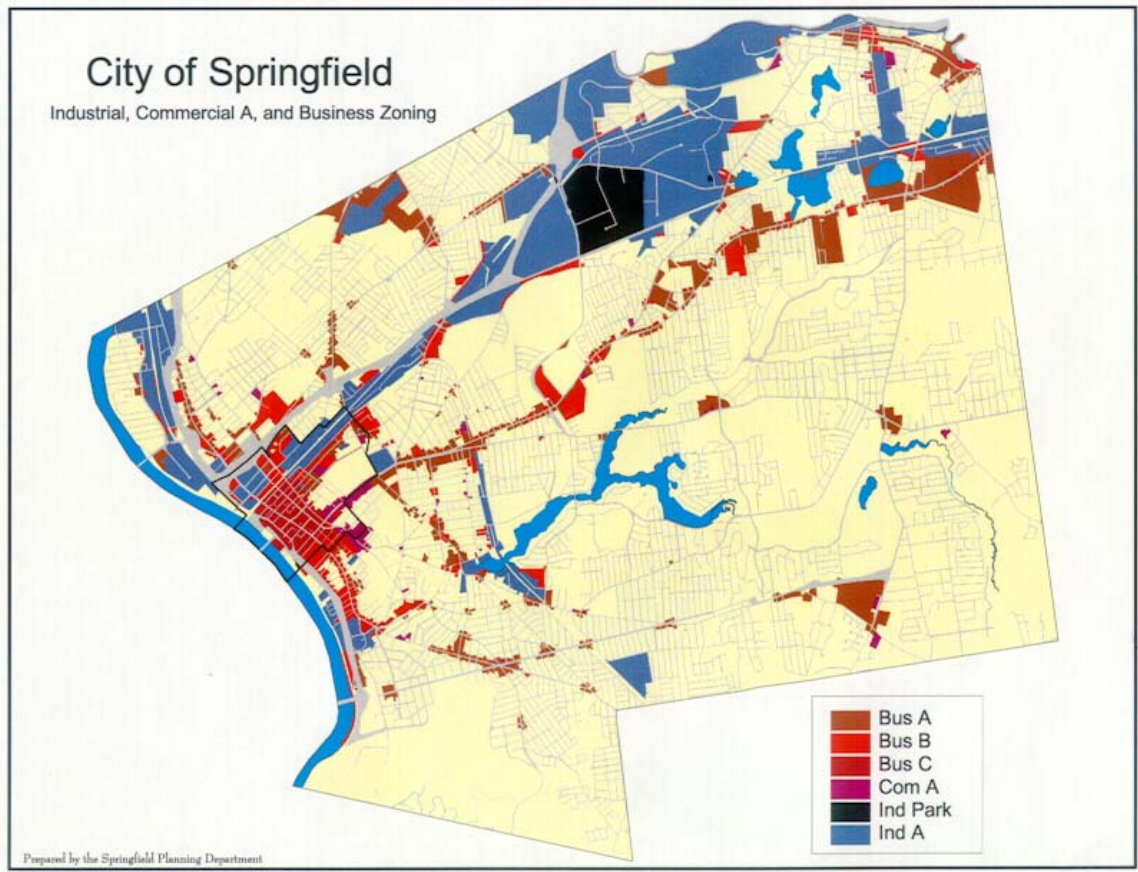 City of Springfield
Industrial, Commercial A, and Business Zoning
Bus A
Bus B
Bus C
Com A
Ind Park
Ind A
Prepared by the Springfield Planning Department